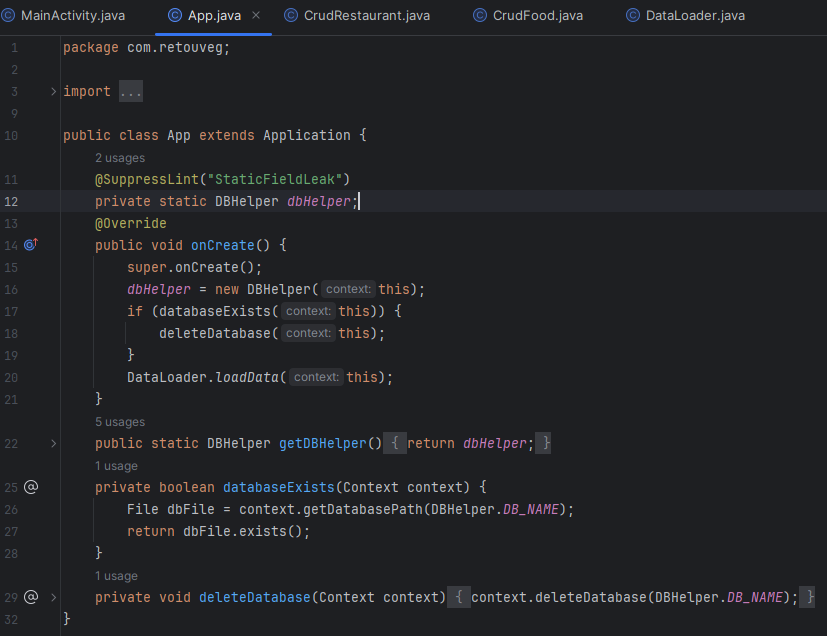 MainActivity.java App.java CrudRestaurant.java CrudFood.java DataLoader.java
1 package com.retouveg;
2
3 import ...
9
10 public class App extends Application {
2 usages
11 @SuppressLint("StaticFieldLeak")
12 private static DBHelper dbHelper;
13 @Override
14 public void onCreate() {
15 super.onCreate();
16 dbHelper = new DBHelper( context: this);
17 if (databaseExists( context: this)) {
18 deleteDatabase( context: this);
19 }
20 DataLoader.loadData( context: this);
21 }
5 usages
22 public static DBHelper getDBHelper() { return dbHelper; }
1 usage
25 private boolean databaseExists(Context context) {
26 File dbFile = context.getDatabasePath(DBHelper.DB_NAME);
27 return dbFile.exists();
28 }
1 usage
29 private void deleteDatabase(Context context) { context.deleteDatabase(DBHelper.DB_NAME); }
32 }